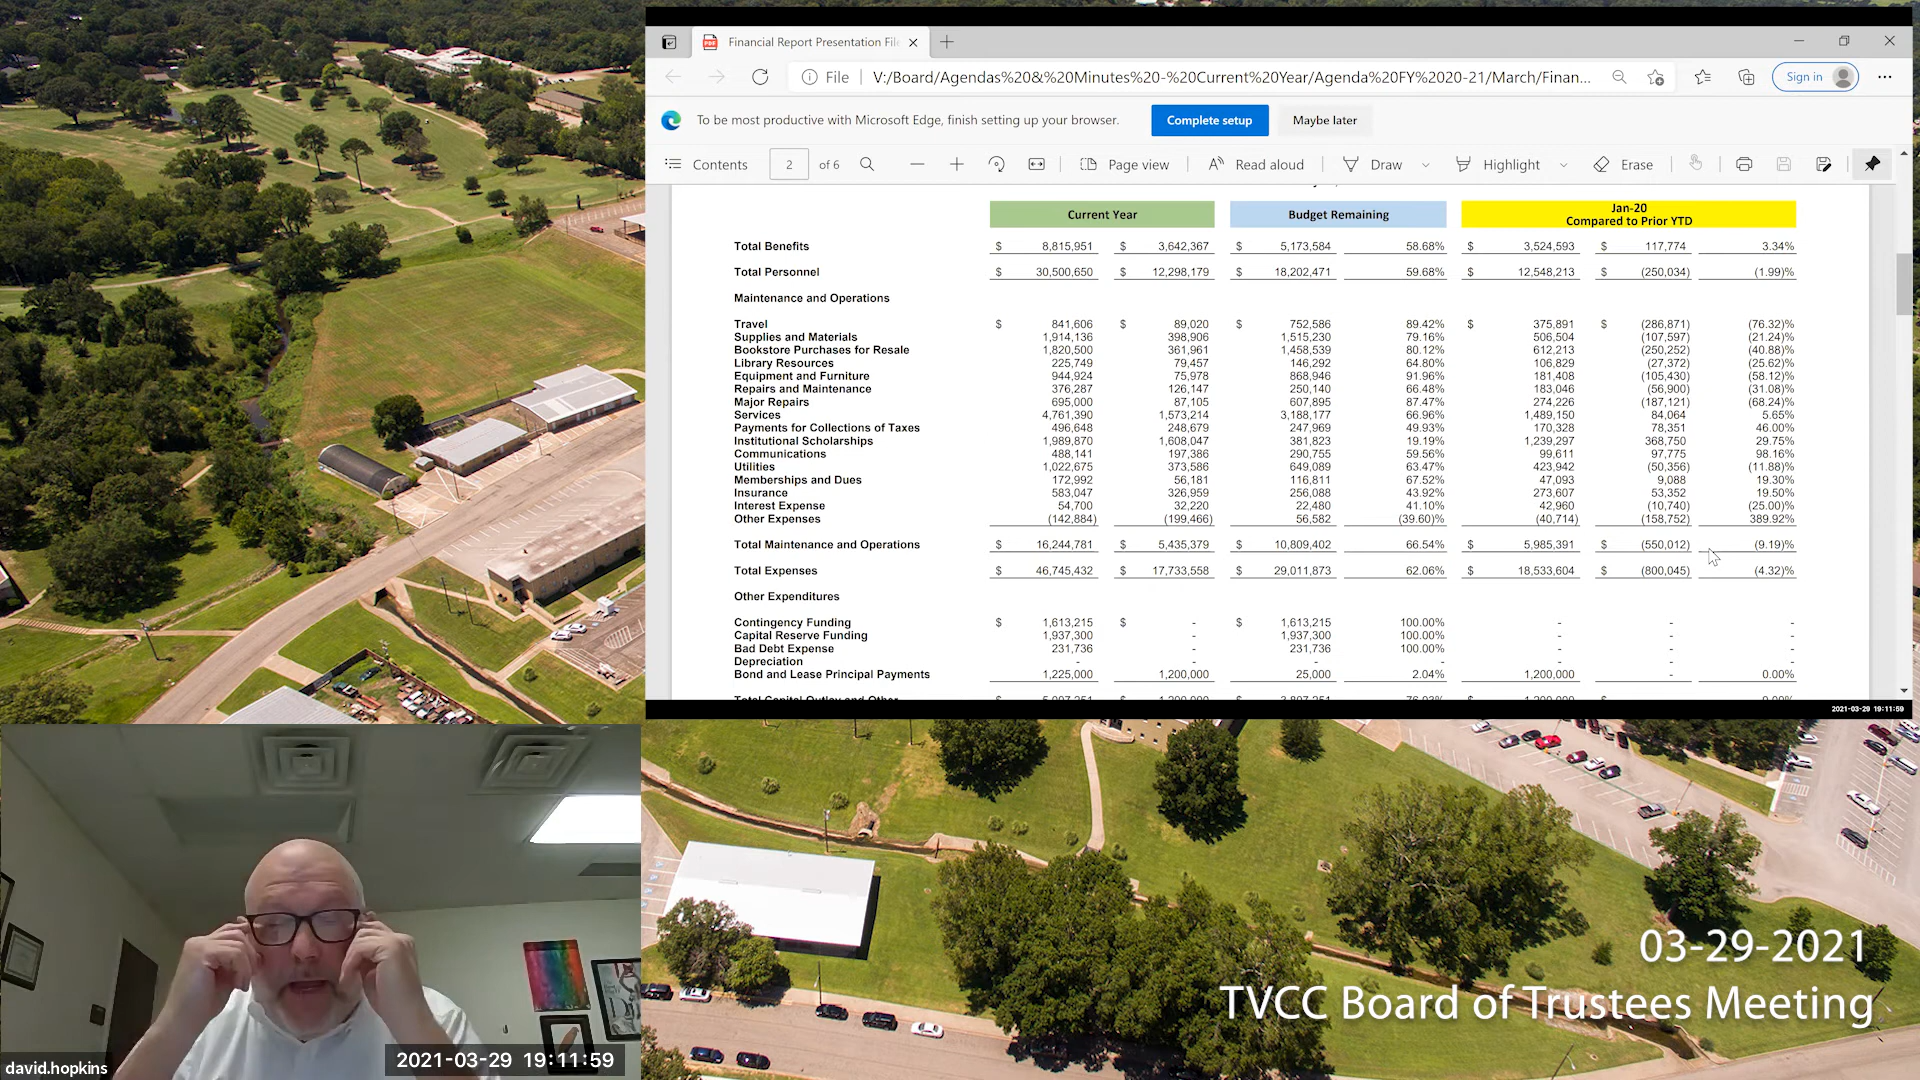 Financial Report Presentation Fil
File V:/Board/Agendas%20&%20Minutes%20-%20Current%20Year/Agenda%20FY%2020-21/March/Finan... Sign in
To be most productive with Microsoft Edge, finish setting up your browser. Complete setup Maybe later
Contents 2 of 6 Page view Read aloud Draw Highlight Erase
Current Year Budget Remaining Jan-20
Compared to Prior YTD
Total Benefits $ 8,815,951 $ 3,642,367 $ 5,173,584 58.68% $ 3,524,593 $ 117,774 3.34%
Total Personnel $ 30,500,650 $ 12,298,179 $ 18,202,471 59.68% $ 12,548,213 $ (250,034) (1.99)%
Maintenance and Operations
Travel $ 841,606 $ 89,020 $ 752,586 89.42% $ 375,891 $ (286,871) (76.32)%
Supplies and Materials 1,914,136 398,906 1,515,230 79.16% 506,504 (107,597) (21.24)%
Bookstore Purchases for Resale 1,820,500 361,961 1,458,539 80.12% 612,213 (250,252) (40.88)%
Library Resources 225,749 79,457 146,292 64.80% 106,829 (27,372) (25.62)%
Equipment and Furniture 944,924 75,978 868,946 91.96% 181,408 (105,430) (58.12)%
Repairs and Maintenance 376,287 126,147 250,140 66.48% 183,046 (56,900) (31.08)%
Major Repairs 695,000 87,105 607,895 87.47% 274,226 (187,121) (68.24)%
Services 4,761,390 1,573,214 3,188,177 66.96% 1,489,150 84,064 5.65%
Payments for Collections of Taxes 496,648 248,679 247,969 49.93% 170,328 78,351 46.00%
Institutional Scholarships 1,989,870 1,608,047 381,823 19.19% 1,239,297 368,750 29.75%
Communications 488,141 197,386 290,755 59.56% 99,611 97,775 98.16%
Utilities 1,022,675 373,586 649,089 63.47% 423,942 (50,356) (11.88)%
Memberships and Dues 172,992 56,181 116,811 67.52% 47,093 9,088 19.30%
Insurance 583,047 326,959 256,088 43.92% 273,607 53,352 19.50%
Interest Expense 54,700 32,220 22,480 41.10% 42,960 (10,740) (25.00)%
Other Expenses (142,884) (199,466) 56,582 (39.60)% (40,714) (158,752) 389.92%
Total Maintenance and Operations $ 16,244,781 $ 5,435,379 $ 10,809,402 66.54% $ 5,985,391 $ (550,012) (9.19)%
Total Expenses $ 46,745,432 $ 17,733,558 $ 29,011,873 62.06% $ 18,533,604 $ (800,045) (4.32)%
Other Expenditures
Contingency Funding $ 1,613,215 $ - $ 1,613,215 100.00% - - -
Capital Reserve Funding 1,937,300 - 1,937,300 100.00% - - -
Bad Debt Expense 231,736 - 231,736 100.00% - - -
Depreciation - - - - - - -
Bond and Lease Principal Payments 1,225,000 1,200,000 25,000 2.04% 1,200,000 - 0.00%
2021-03-29 19:11:59
03-29-2021
TVCC Board of Trustees Meeting
david.hopkins
2021-03-29 19:11:59